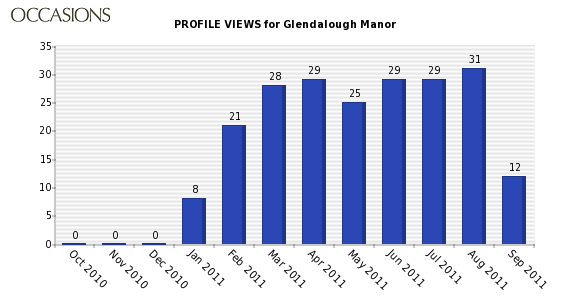 OCCASIONS
PROFILE VIEWS for Glendalough Manor
35
30
25
20
15
10
5
0
0
0
0
8
21
28
29
25
29
29
31
12
Oct 2010
Nov 2010
Dec 2010
Jan 2011
Feb 2011
Mar 2011
Apr 2011
May 2011
Jun 2011
Jul 2011
Aug 2011
Sep 2011